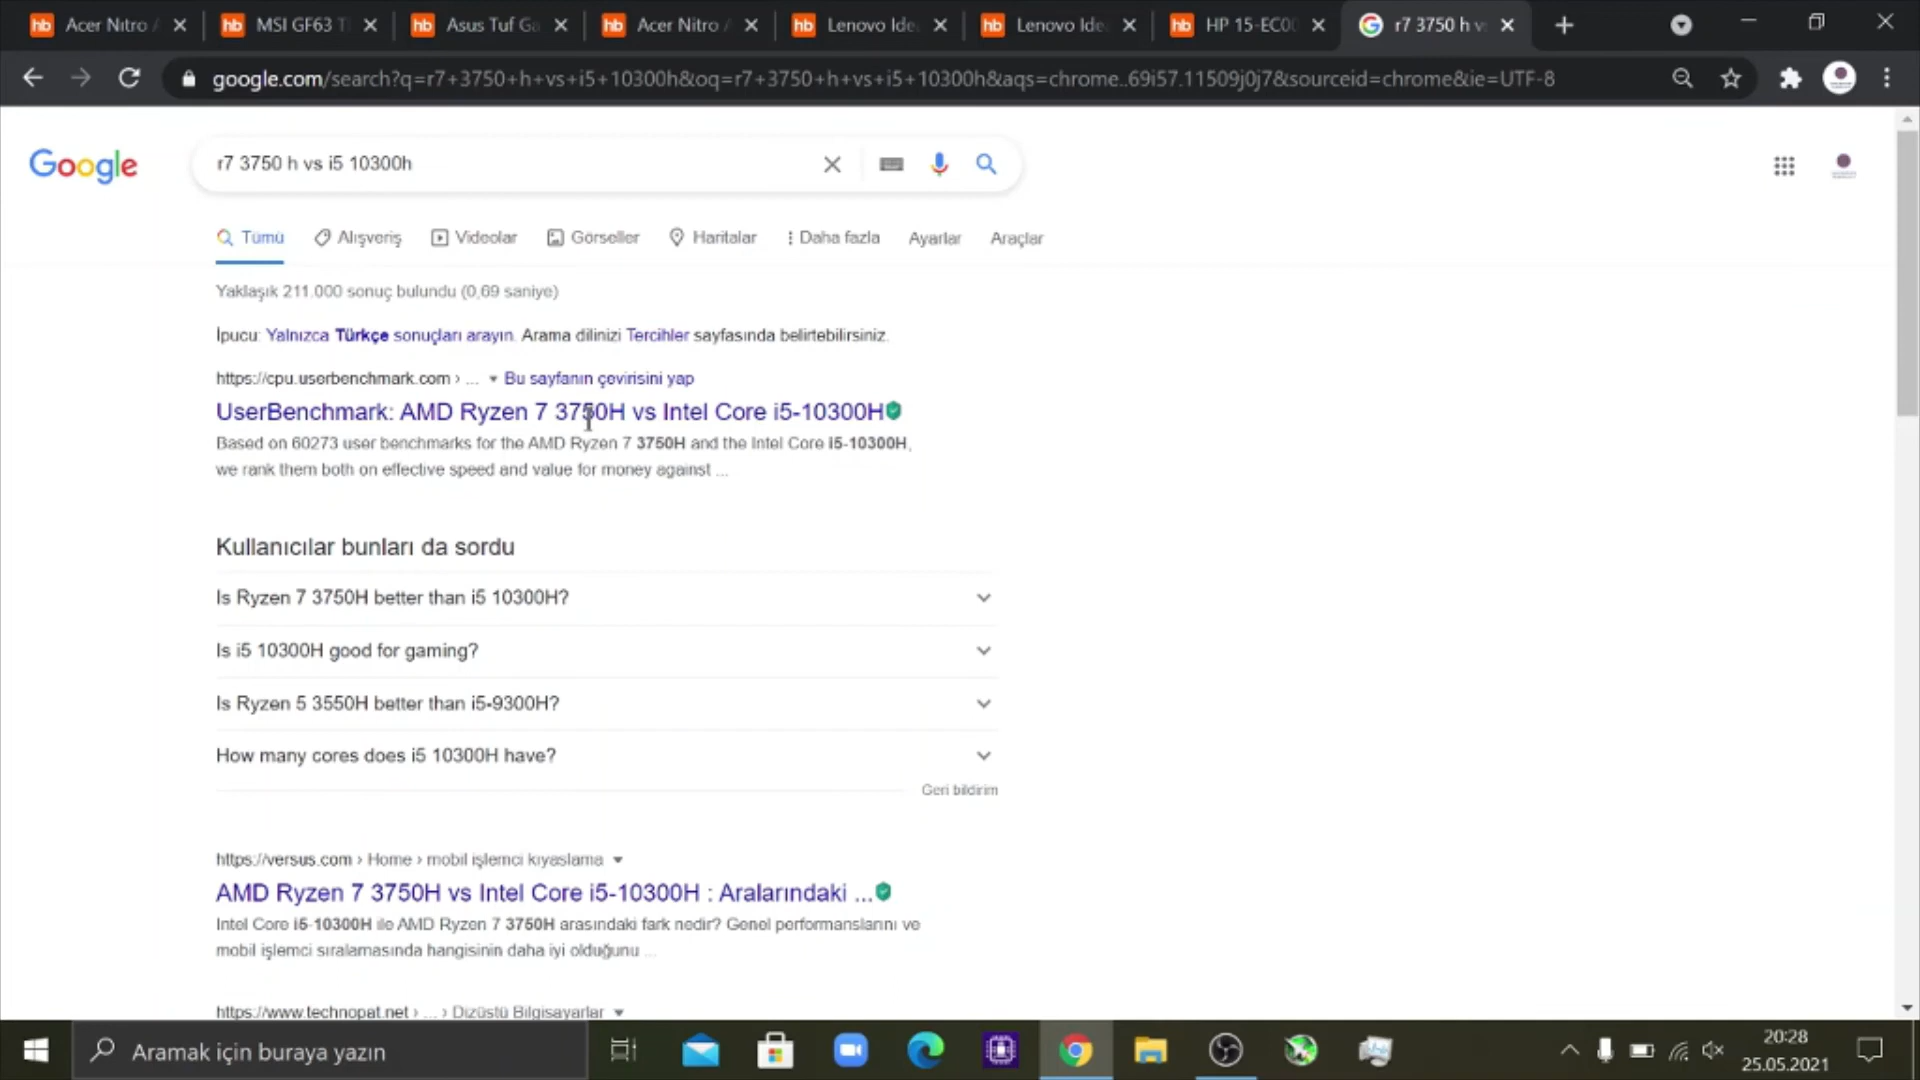 hb Acer Nitro
hb MSI GF63
hb Asus Tuf Ga
hb Acer Nitro
hb Lenovo Ide
hb Lenovo Ide
hb HP 15-EC00
r7 3750 h v
google.com/search?q=r7+3750+h+vs+i5+10300h&oq=r7+3750+h+vs+i5+10300h&aqs=chrome..69i57.11509j0j7&sourceid=chrome&ie=UTF-8
Google
r7 3750 h vs i5 10300h
Tümü Alışveriş Videolar Görseller Haritalar Daha fazla Ayarlar Araçlar
Yaklaşık 211.000 sonuç bulundu (0,69 saniye)
İpucu: Yalnızca Türkçe sonuçları arayın. Arama dilinizi Tercihler sayfasında belirtebilirsiniz.
https://cpu.userbenchmark.com › ... Bu sayfanın çevirisini yap
UserBenchmark: AMD Ryzen 7 3750H vs Intel Core i5-10300H
Based on 60273 user benchmarks for the AMD Ryzen 7 3750H and the Intel Core i5-10300H,
we rank them both on effective speed and value for money against ...
Kullanıcılar bunları da sordu
Is Ryzen 7 3750H better than i5 10300H?
Is i5 10300H good for gaming?
Is Ryzen 5 3550H better than i5-9300H?
How many cores does i5 10300H have?
Geri bildirim
https://versus.com › Home › mobil işlemci kıyaslama
AMD Ryzen 7 3750H vs Intel Core i5-10300H : Aralarındaki ...
Intel Core i5-10300H ile AMD Ryzen 7 3750H arasındaki fark nedir? Genel performanslarını ve
mobil işlemci sıralamasında hangisinin daha iyi olduğunu ...
https://www.technopat.net › ... › Dizüstü Bilgisayarlar
Aramak için buraya yazın
20:28
25.05.2021